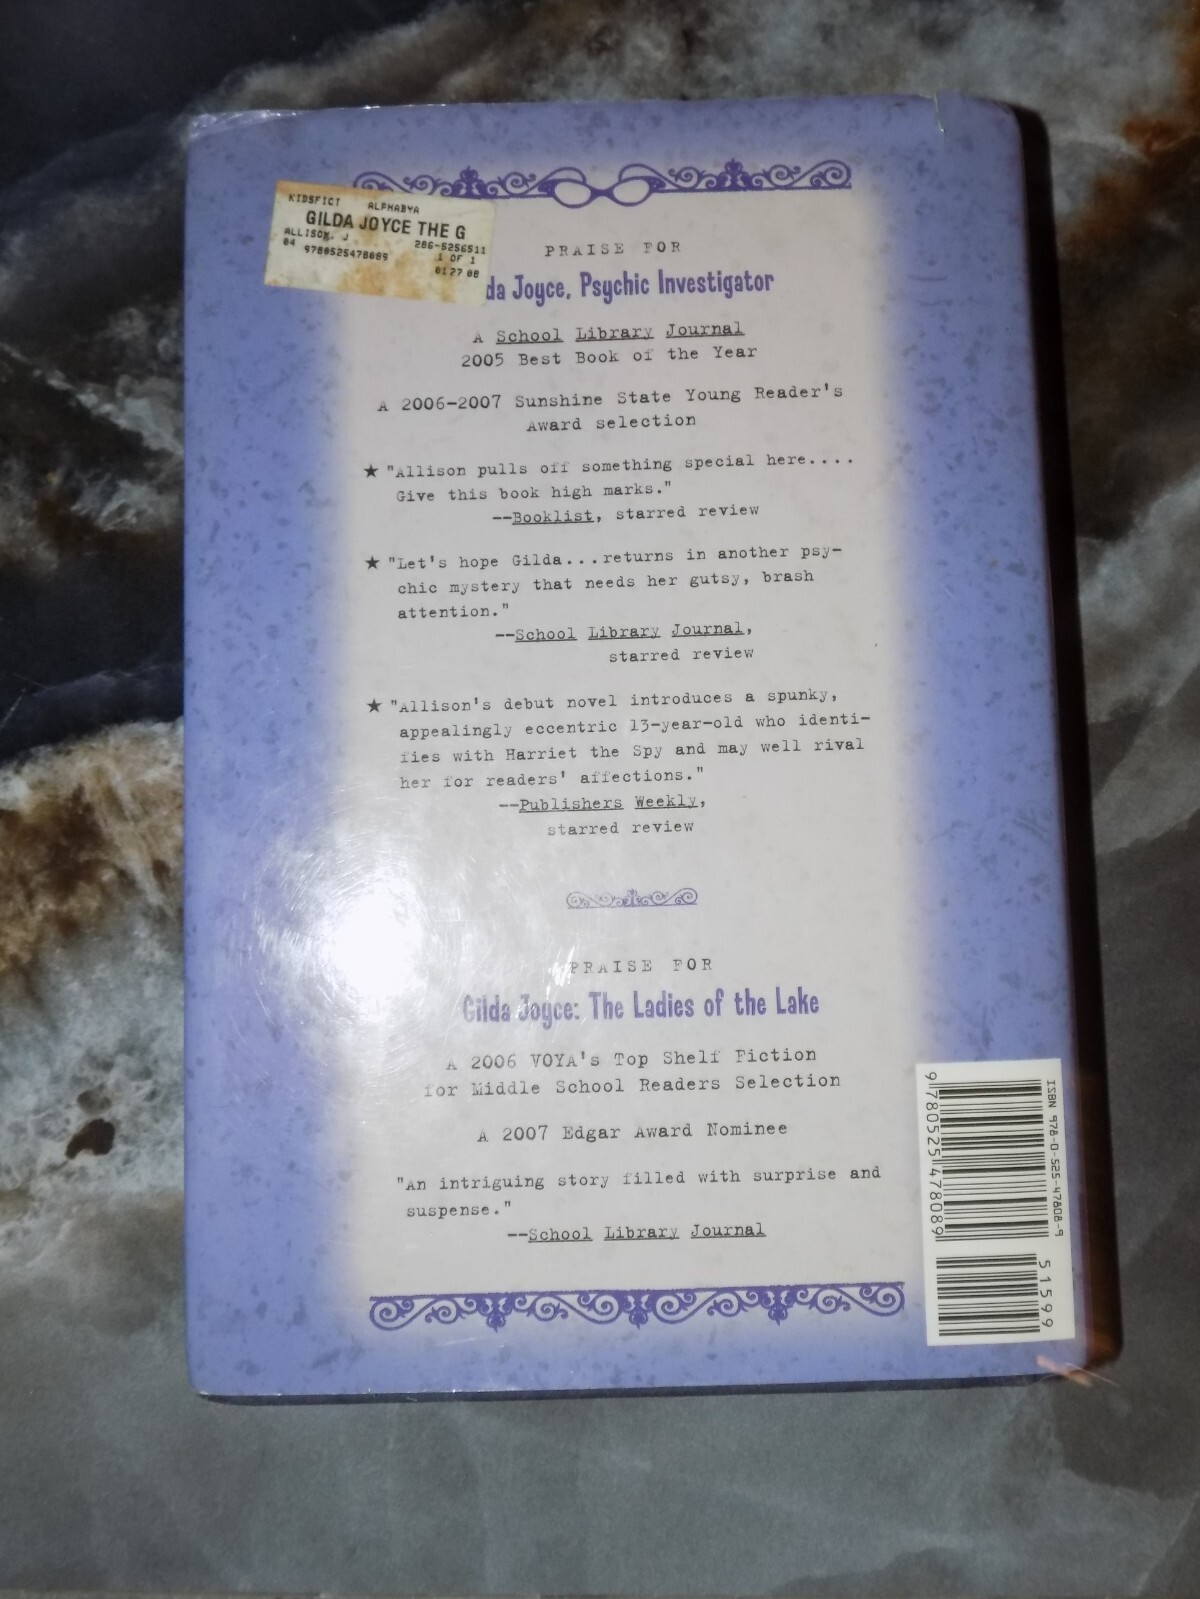 KIDSFICT ALPHABYA
GILDA JOYCE THE G
ALLISON, J 286-5256511
04 9780525478089 1 OF 1
01 27 08
PRAISE FOR
da Joyce, Psychic Investigator
A School Library Journal
2005 Best Book of the Year
A 2006-2007 Sunshine State Young Reader's
Award selection
★ "Allison pulls off something special here....
Give this book high marks."
--Booklist, starred review
★ "Let's hope Gilda...returns in another psy-
chic mystery that needs her gutsy, brash
attention."
--School Library Journal,
starred review
★ "Allison's debut novel introduces a spunky,
appealingly eccentric 13-year-old who identi-
fies with Harriet the Spy and may well rival
her for readers' affections."
--Publishers Weekly,
starred review
PRAISE FOR
Gilda Joyce: The Ladies of the Lake
A 2006 VOYA's Top Shelf Fiction
for Middle School Readers Selection
A 2007 Edgar Award Nominee
"An intriguing story filled with surprise and
suspense."
--School Library Journal
ISBN 978-0-525-47808-9
9 780525 478089
51599